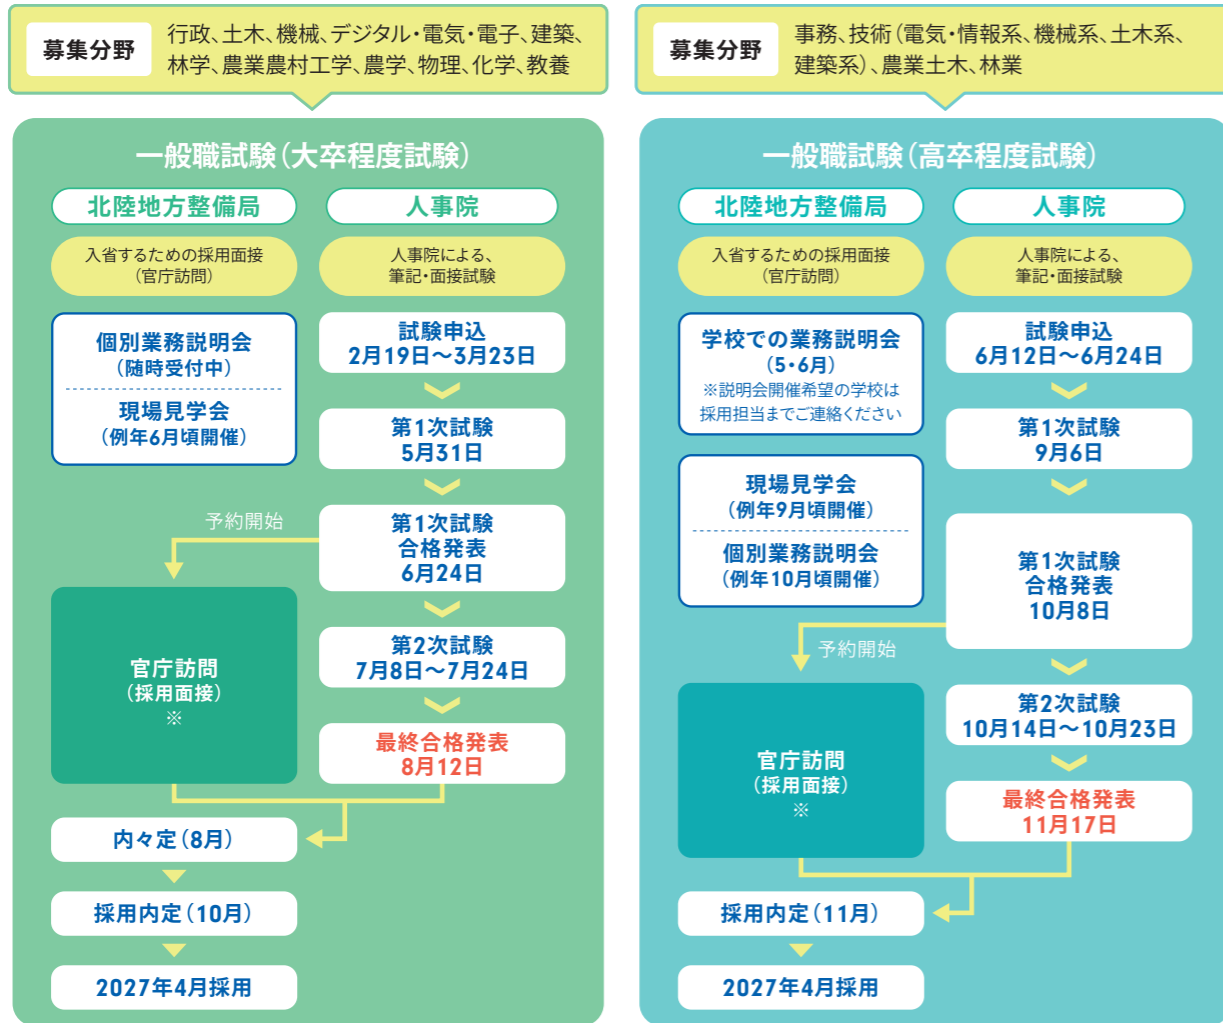 募集分野
行政、土木、機械、デジタル・電気・電子、建築、
林学、農業農村工学、農学、物理、化学、教養
一般職試験（大卒程度試験）
北陸地方整備局
入省するための採用面接
（官庁訪問）
個別業務説明会
（随時受付中）
現場見学会
（例年6月頃開催）
人事院
人事院による、
筆記・面接試験
試験申込
2月19日～3月23日
第1次試験
5月31日
第1次試験
合格発表
6月24日
予約開始
官庁訪問
（採用面接）
※
第2次試験
7月8日～7月24日
最終合格発表
8月12日
内々定（8月）
採用内定（10月）
2027年4月採用
募集分野
事務、技術（電気・情報系、機械系、土木系、
建築系）、農業土木、林業
一般職試験（高卒程度試験）
北陸地方整備局
入省するための採用面接
（官庁訪問）
学校での業務説明会
（5・6月）
※説明会開催希望の学校は
採用担当までご連絡ください
現場見学会
（例年9月頃開催）
個別業務説明会
（例年10月頃開催）
人事院
人事院による、
筆記・面接試験
試験申込
6月12日～6月24日
第1次試験
9月6日
第1次試験
合格発表
10月8日
予約開始
官庁訪問
（採用面接）
※
第2次試験
10月14日～10月23日
最終合格発表
11月17日
採用内定（11月）
2027年4月採用